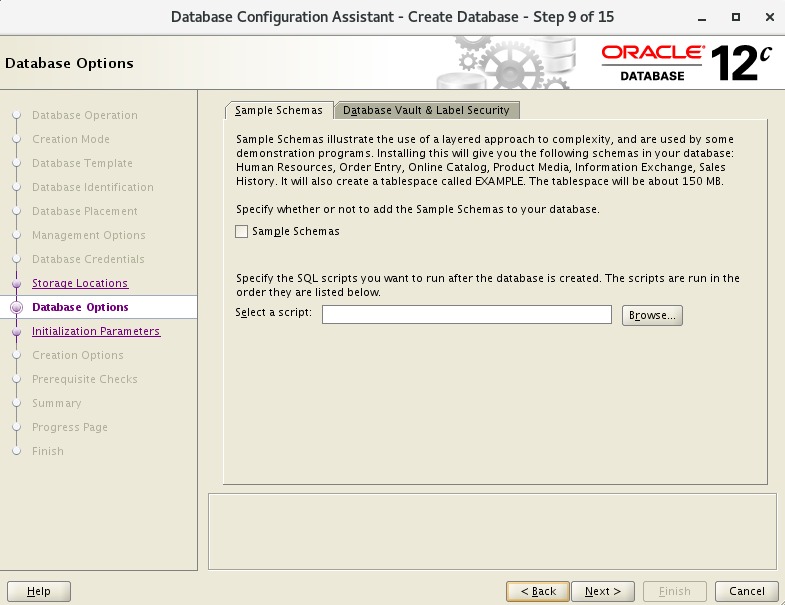 Database Configuration Assistant - Create Database - Step 9 of 15
Database Options
ORACLE
DATABASE
12c
Database Operation
Creation Mode
Database Template
Database Identification
Database Placement
Management Options
Database Credentials
Storage Locations
Database Options
Initialization Parameters
Creation Options
Prerequisite Checks
Summary
Progress Page
Finish
Sample Schemas
Database Vault & Label Security
Sample Schemas illustrate the use of a layered approach to complexity, and are used by some
demonstration programs. Installing this will give you the following schemas in your database:
Human Resources, Order Entry, Online Catalog, Product Media, Information Exchange, Sales
History. It will also create a tablespace called EXAMPLE. The tablespace will be about 150 MB.
Specify whether or not to add the Sample Schemas to your database.
Sample Schemas
Specify the SQL scripts you want to run after the database is created. The scripts are run in the
order they are listed below.
Select a script:
Browse...
Help
< Back
Next >
Finish
Cancel